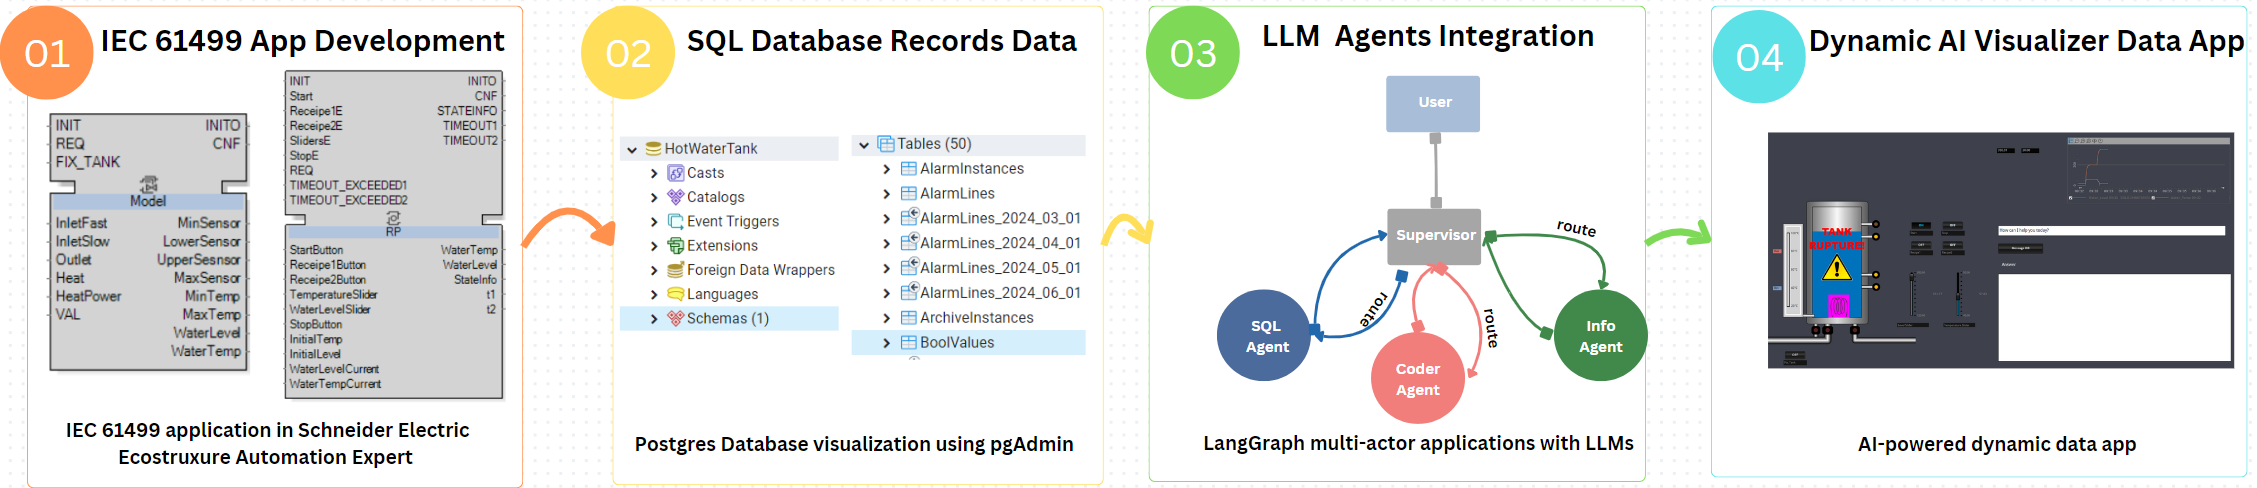 01
IEC 61499 App Development
INIT
REQ
FIX_TANK
INITO
CNF
Model
InletFast
InletSlow
Outlet
Heat
HeatPower
VAL
MinSensor
LowerSensor
UpperSesnsor
MaxSensor
MinTemp
MaxTemp
WaterLevel
WaterTemp
INIT
Start
Receipe1E
Receipe2E
SlidersE
StopE
REQ
TIMEOUT_EXCEEDED1
TIMEOUT_EXCEEDED2
INITO
CNF
STATEINFO
TIMEOUT1
TIMEOUT2
RP
StartButton
Receipe1Button
Receipe2Button
TemperatureSlider
WaterLevelSlider
StopButton
InitialTemp
InitialLevel
WaterLevelCurrent
WaterTempCurrent
WaterTemp
WaterLevel
StateInfo
t1
t2
IEC 61499 application in Schneider Electric
Ecostruxure Automation Expert
02
SQL Database Records Data
HotWaterTank
Casts
Catalogs
Event Triggers
Extensions
Foreign Data Wrappers
Languages
Schemas (1)
Tables (50)
AlarmInstances
AlarmLines
AlarmLines_2024_03_01
AlarmLines_2024_04_01
AlarmLines_2024_05_01
AlarmLines_2024_06_01
ArchiveInstances
BoolValues
Postgres Database visualization using pgAdmin
03
LLM Agents Integration
User
Supervisor
route
route
route
SQL
Agent
Coder
Agent
Info
Agent
LangGraph multi-actor applications with LLMs
04
Dynamic AI Visualizer Data App
TANK
RUPTURE!
How can I help you today?
Answer
AI-powered dynamic data app